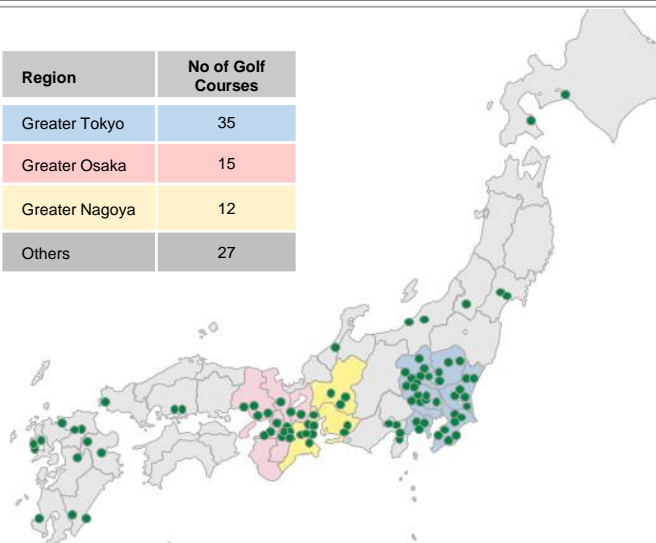 Region No of Golf
Courses
Greater Tokyo 35
Greater Osaka 15
Greater Nagoya 12
Others 27